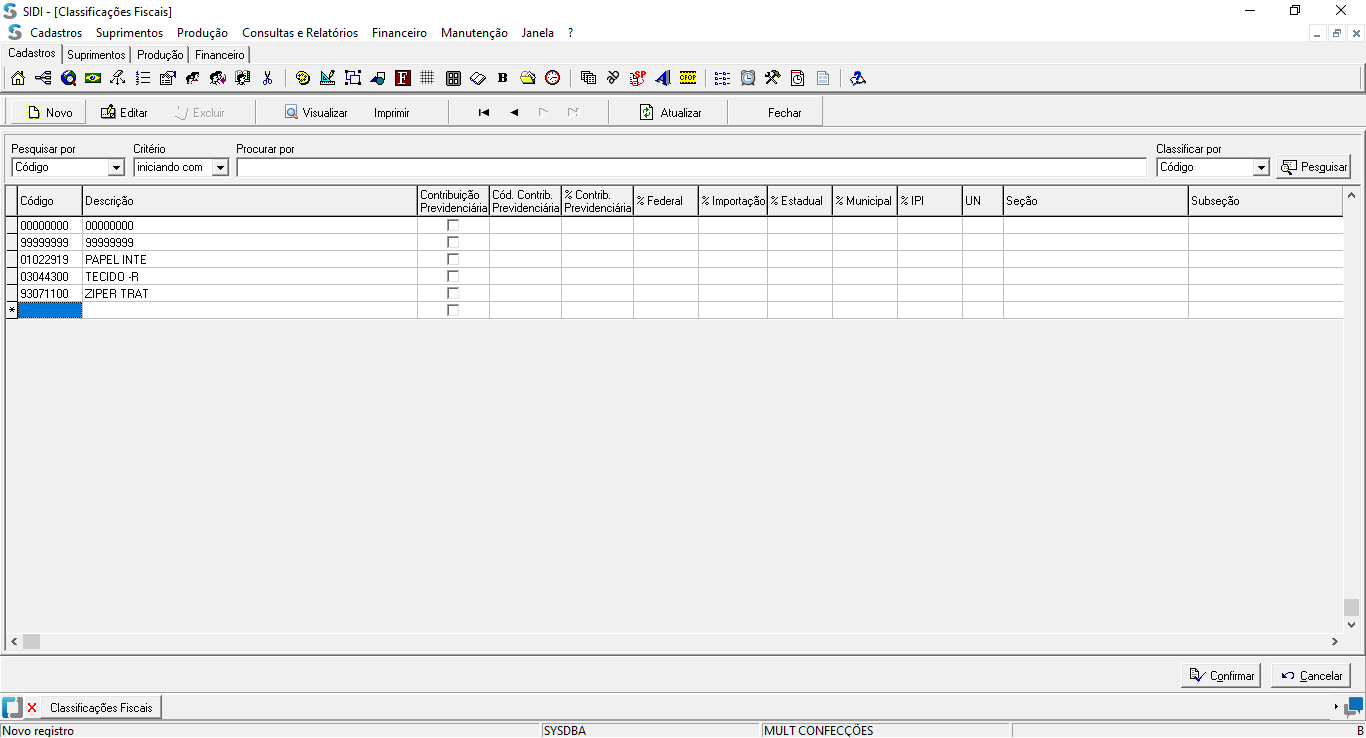 SIDI - [Classificações Fiscais]
Cadastros Suprimentos Produção Consultas e Relatórios Financeiro Manutenção Janela ?
Cadastros Suprimentos Produção Financeiro
F B SP CFOP
Novo Editar Excluir Visualizar Imprimir Atualizar Fechar
Pesquisar por Critério Procurar por Classificar por
Código iniciando com Código Pesquisar
Código Descrição Contribuição Previdenciária Cód. Contrib. Previdenciária % Contrib. Previdenciária % Federal % Importação % Estadual % Municipal % IPI UN Seção Subseção
00000000 00000000
99999999 99999999
01022919 PAPEL INTE
03044300 TECIDO -R
93071100 ZIPER TRAT
*
Confirmar Cancelar
Classificações Fiscais
Novo registro SYSDBA MULT CONFECÇÕES B